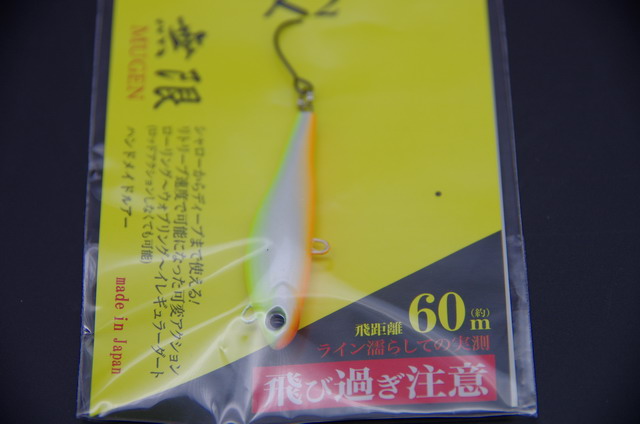 無限
MUGEN
シャローからディープまで使える!
リトリーブ速度で可能になった可変アクション
ローリング〜ウォブリング〜イレギュラーダート
(ロッドアクションしなくても可能)
ハンドメイドルアー
made in Japan
飛距離 60(約)m
ライン濡らしての実測
飛び過ぎ注意